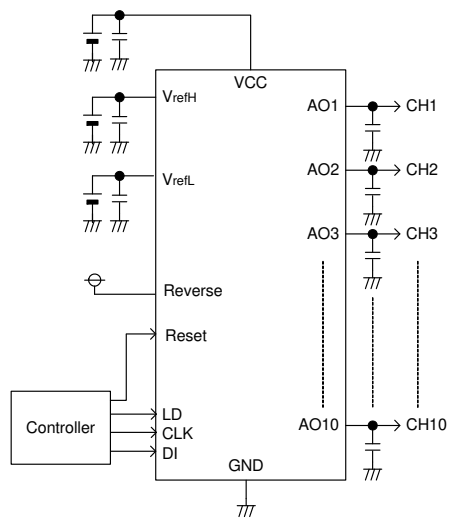 VCC
VrefH
AO1
CH1
VrefL
AO2
CH2
AO3
CH3
Reverse
Reset
Controller
LD
CLK
DI
AO10
CH10
GND